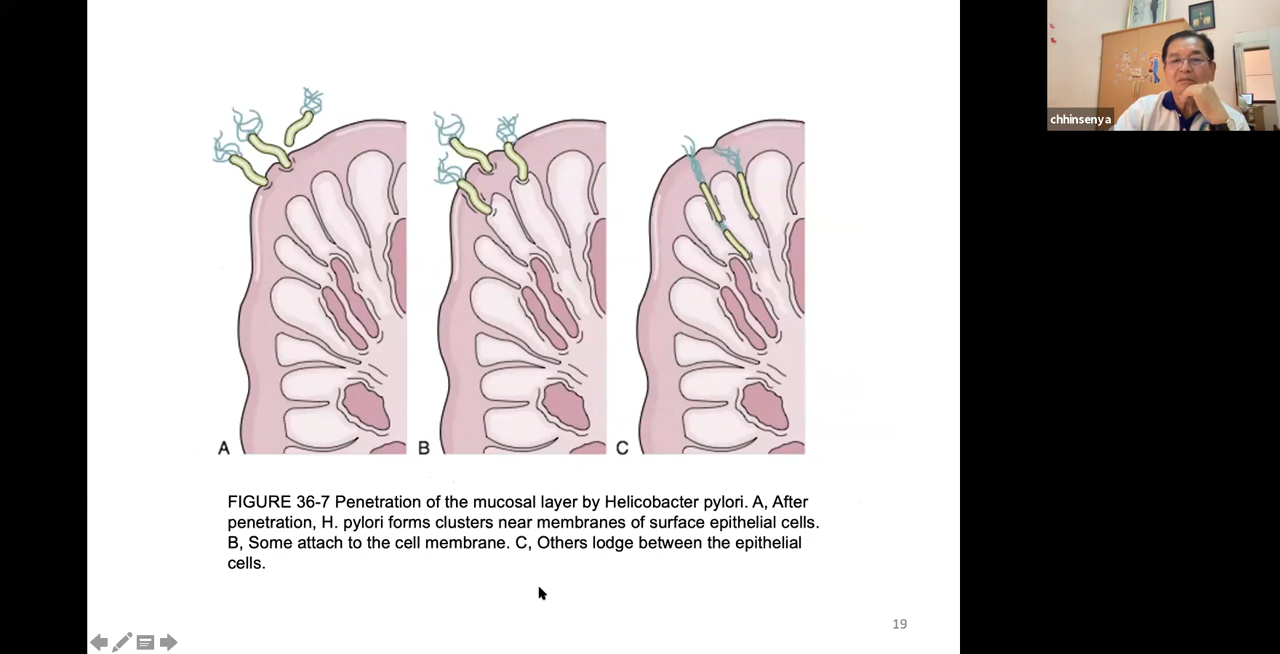 chhinsenya
A
B
C
FIGURE 36-7 Penetration of the mucosal layer by Helicobacter pylori. A, After
penetration, H. pylori forms clusters near membranes of surface epithelial cells.
B, Some attach to the cell membrane. C, Others lodge between the epithelial
cells.
19